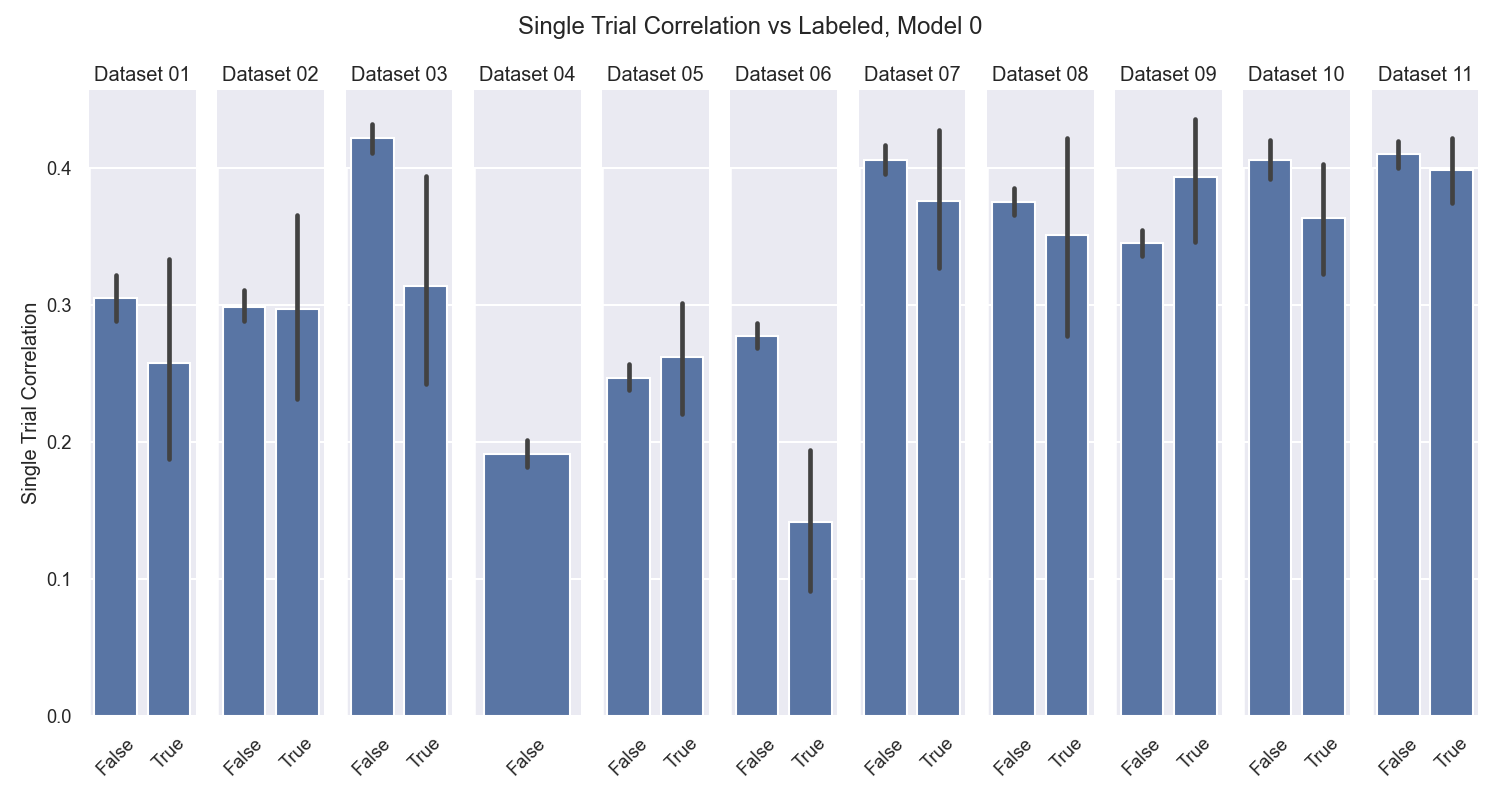 Single Trial Correlation vs Labeled, Model 0
Dataset 01 Dataset 02 Dataset 03 Dataset 04 Dataset 05 Dataset 06 Dataset 07 Dataset 08 Dataset 09 Dataset 10 Dataset 11
Single Trial Correlation
0.4
0.3
0.2
0.1
0.0
False True False True False True False False True False True False True False True False True False True False True